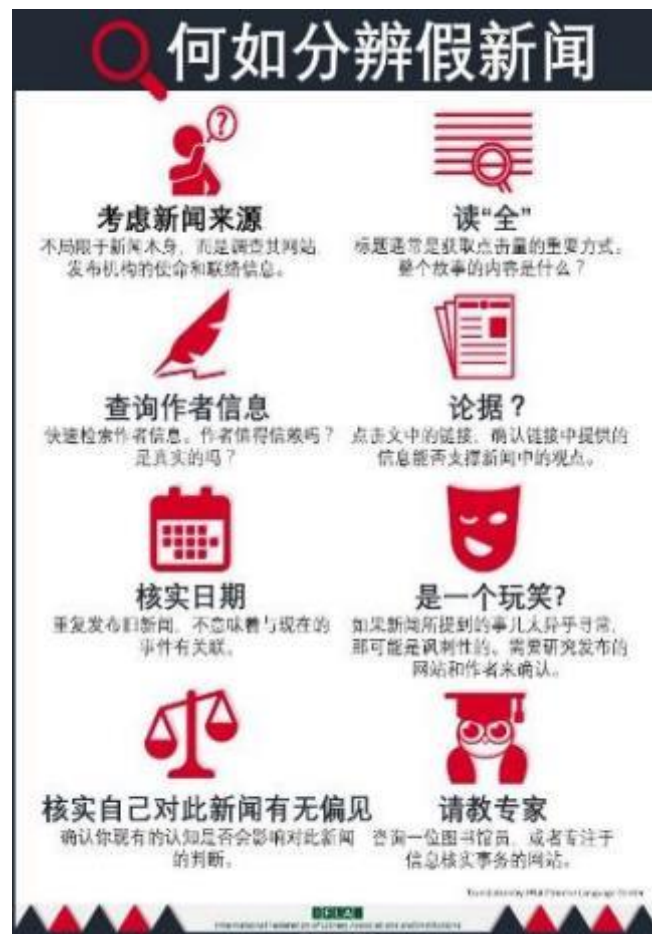 何如分辨假新闻
考虑新闻来源
不局限于新闻本身，而是调查其网站，
发布机构的使命和联络信息。
读“全”
标题通常是获取点击量的重要方式。
整个故事的内容是什么？
查询作者信息
快速检索作者信息。作者值得信赖吗？
是真实的吗？
论据？
点击文中的链接，确认链接中提供的
信息能否支撑新闻中的观点。
核实日期
重复发布旧新闻，不意味着与现在的
事件有关联。
是一个玩笑?
如果新闻所提到的事儿太异乎寻常，
那可能是讽刺性的。需要研究发布的
网站和作者来确认。
核实自己对此新闻有无偏见
确认你现有的认知是否会影响对此新闻
的判断。
请教专家
咨询一位图书馆员，或者专注于
信息核实事务的网站。
IFLA
International Federation of Library Associations and Institutions